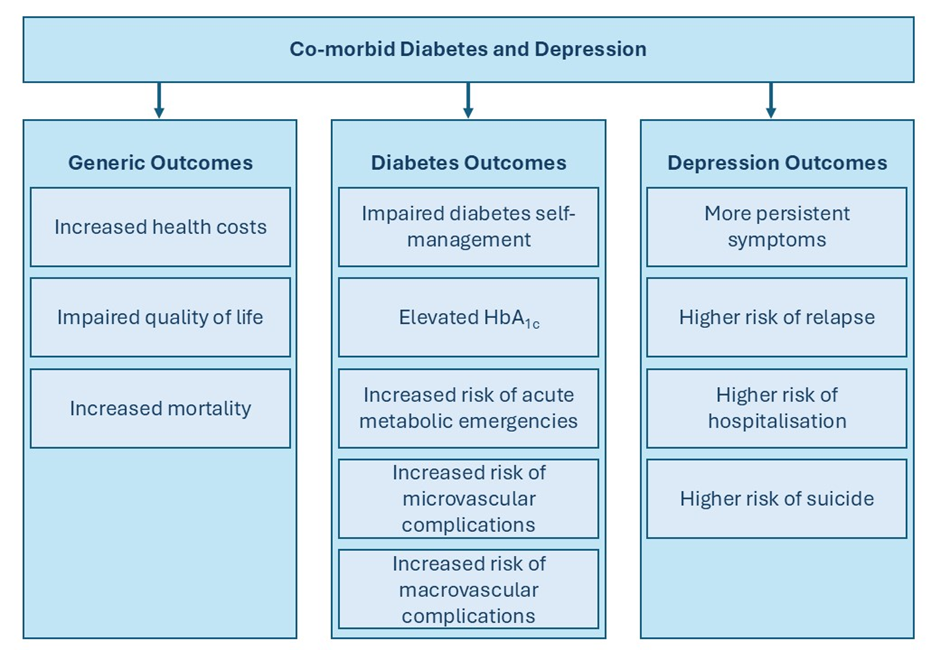 Co-morbid Diabetes and Depression
Generic Outcomes
Increased health costs
Impaired quality of life
Increased mortality
Diabetes Outcomes
Impaired diabetes self-
management
Elevated HbA1c
Increased risk of acute
metabolic emergencies
Increased risk of
microvascular
complications
Increased risk of
macrovascular
complications
Depression Outcomes
More persistent
symptoms
Higher risk of relapse
Higher risk of
hospitalisation
Higher risk of suicide